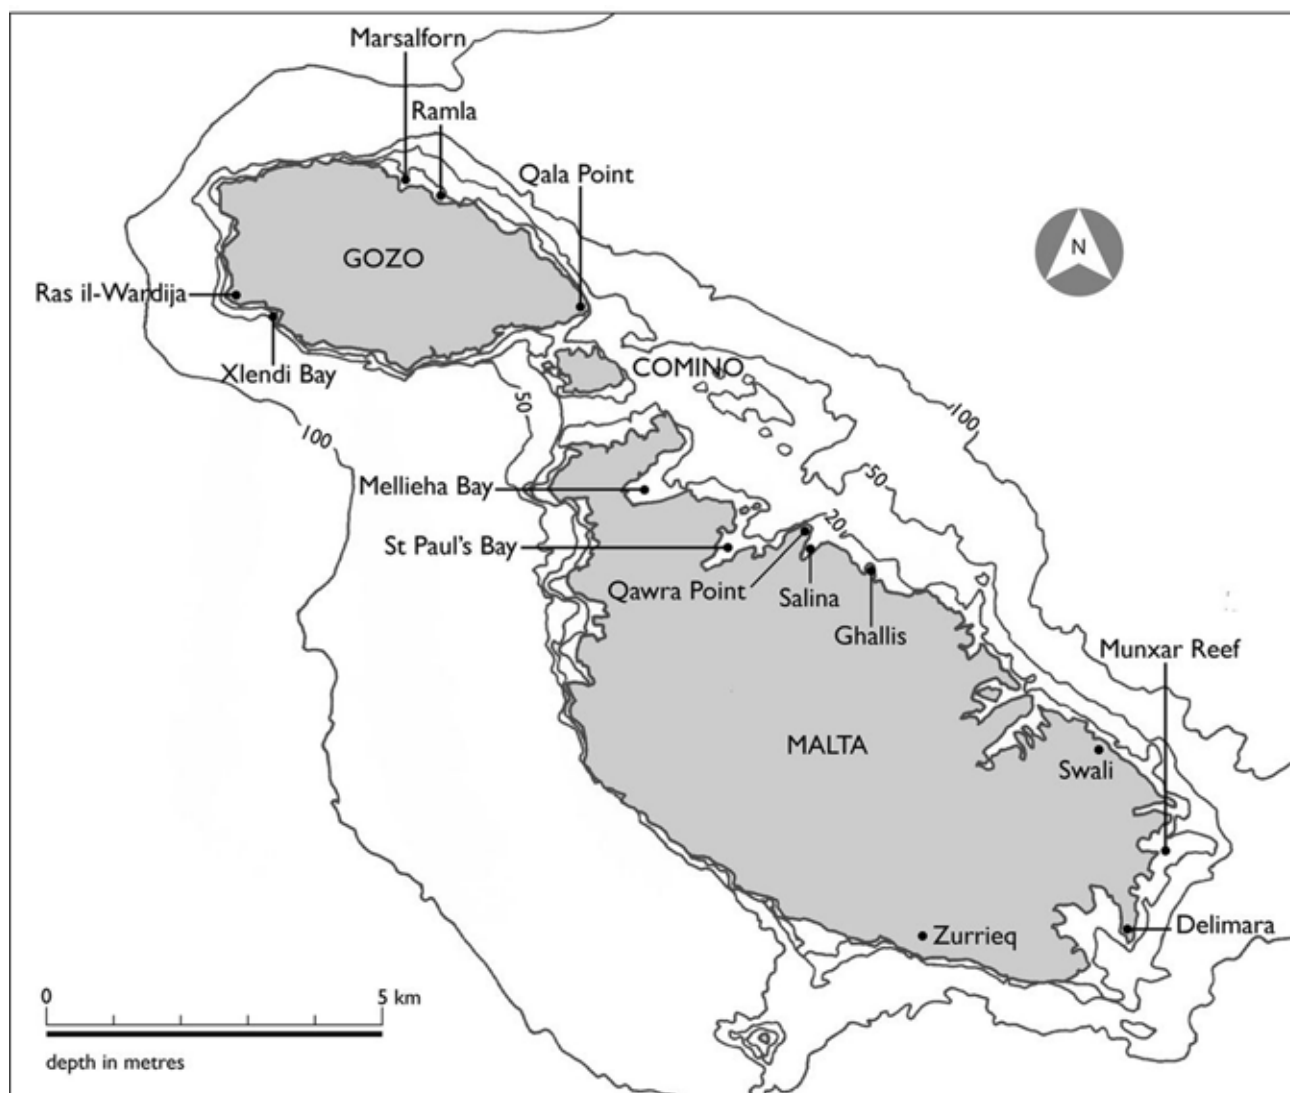 Marsalforn
Ramla
Qala Point
N
GOZO
Ras il-Wardija
Xlendi Bay
COMINO
50
100
100
50
Mellieha Bay
St Paul's Bay
20
Qawra Point
Salina
Ghallis
Munxar Reef
MALTA
Swali
Zurrieq
Delimara
0
5 km
depth in metres